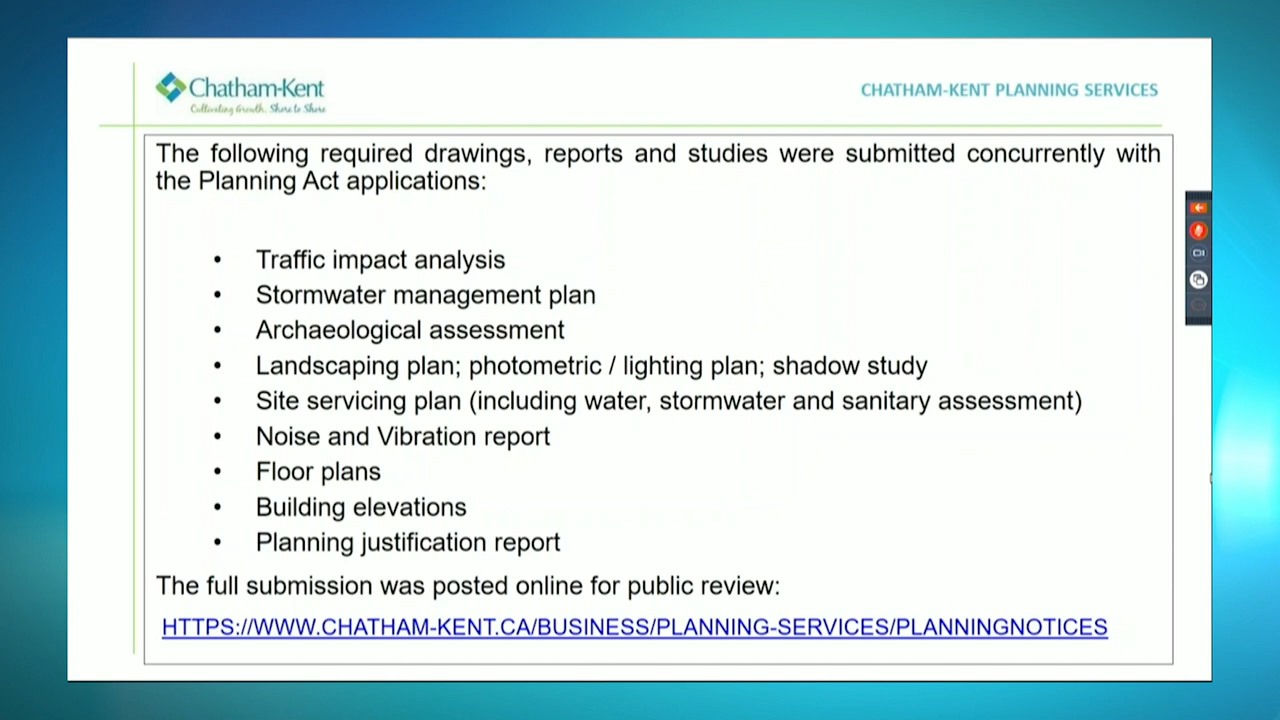 Chatham-Kent
Cultivating Growth, Shore to Shore
CHATHAM-KENT PLANNING SERVICES
The following required drawings, reports and studies were submitted concurrently with
the Planning Act applications:
• Traffic impact analysis
• Stormwater management plan
• Archaeological assessment
• Landscaping plan; photometric / lighting plan; shadow study
• Site servicing plan (including water, stormwater and sanitary assessment)
• Noise and Vibration report
• Floor plans
• Building elevations
• Planning justification report
The full submission was posted online for public review:
HTTPS://WWW.CHATHAM-KENT.CA/BUSINESS/PLANNING-SERVICES/PLANNINGNOTICES